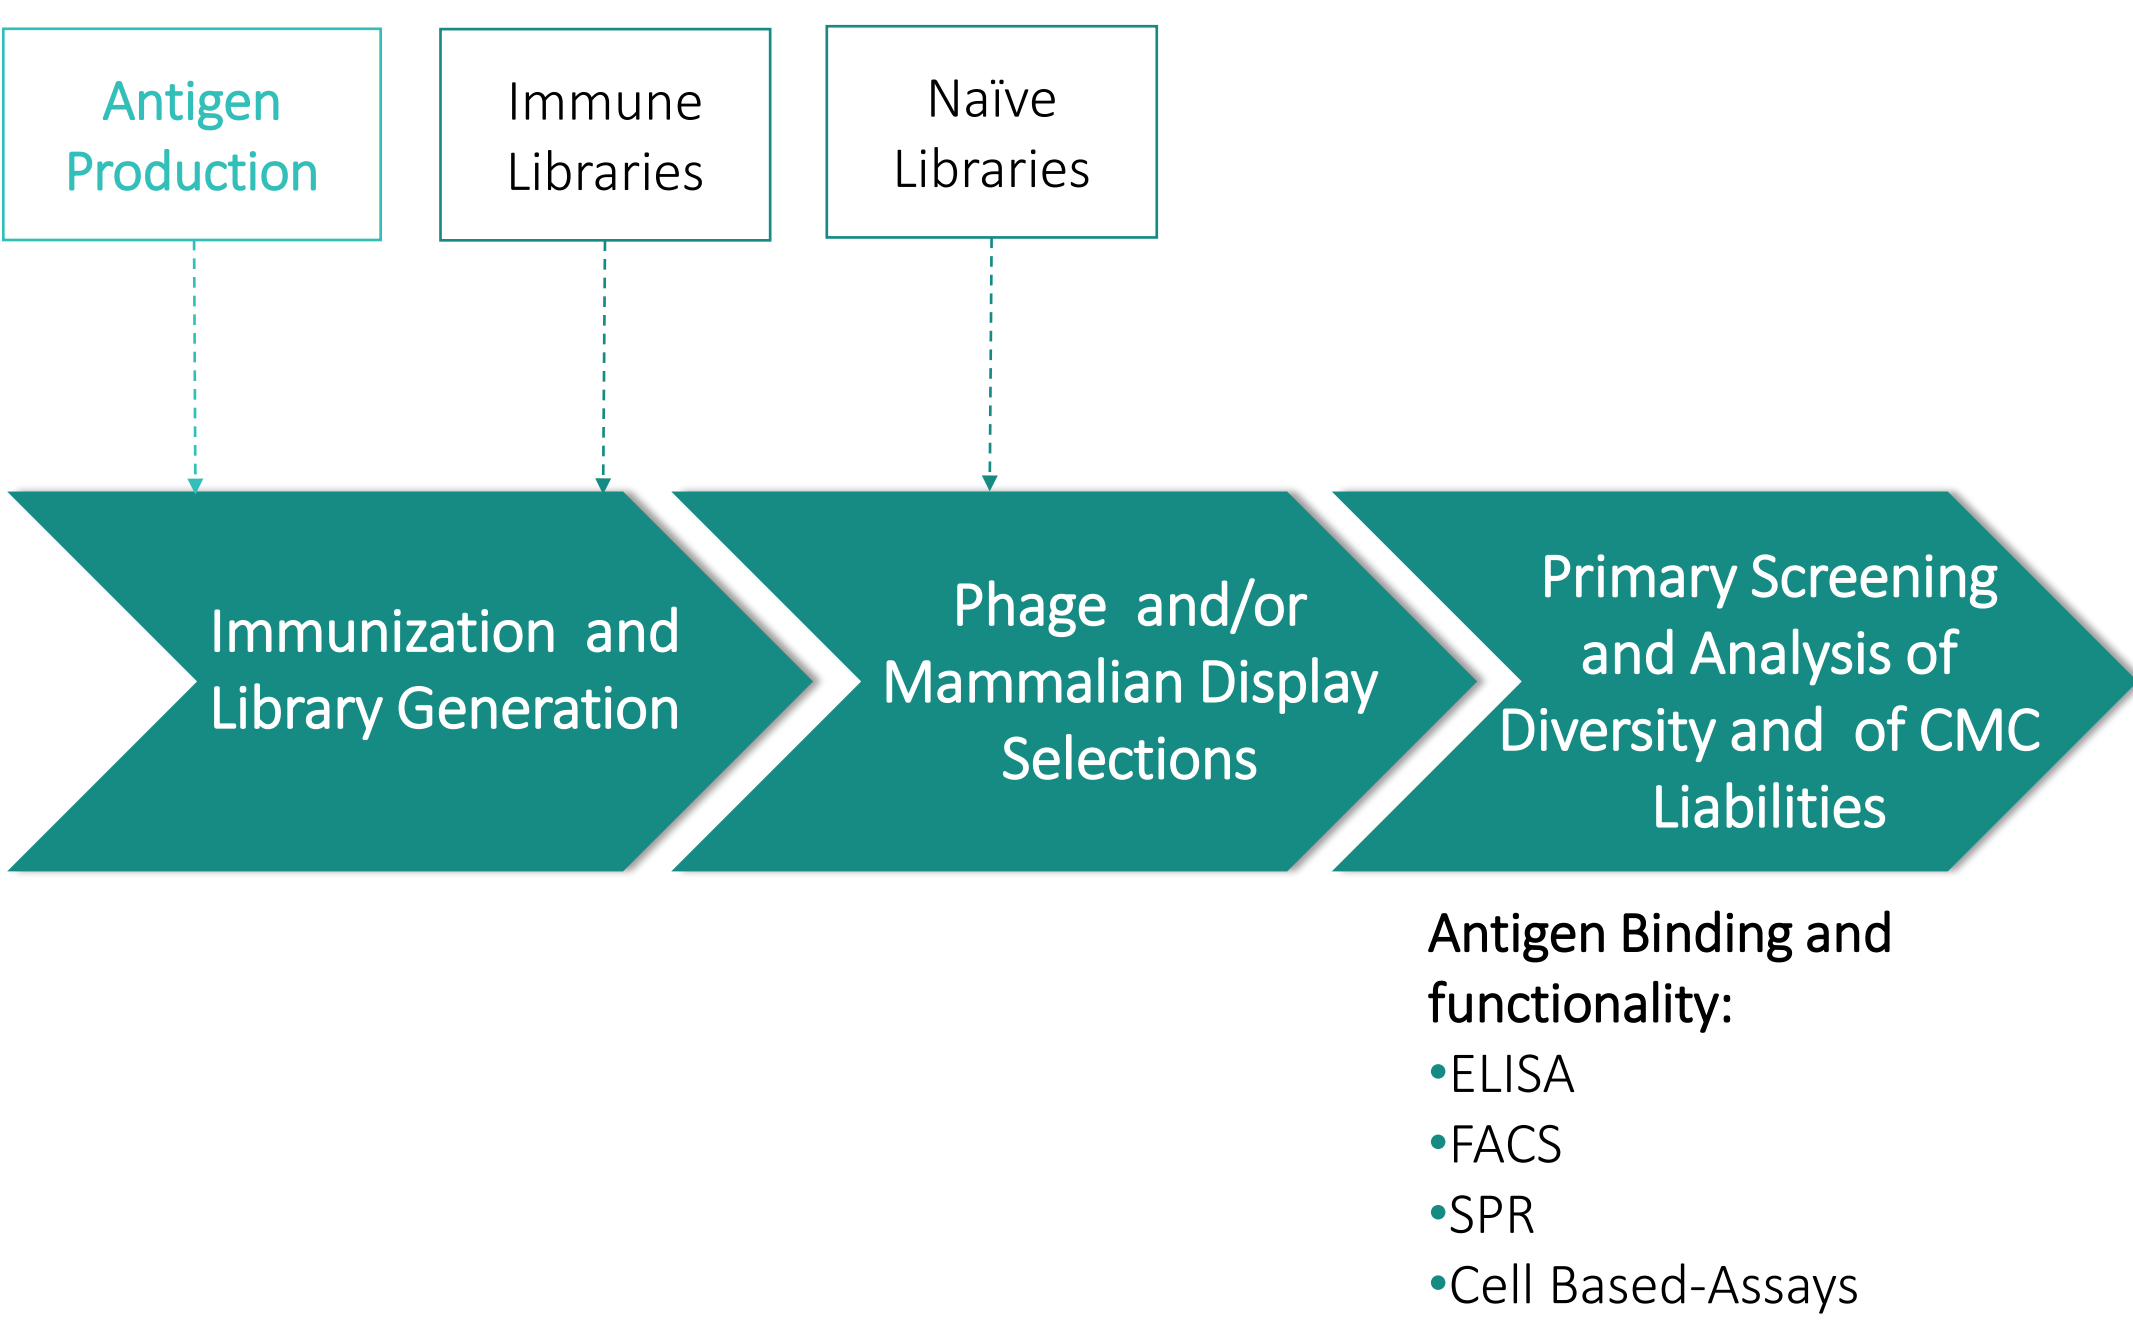 Antigen
Production
Immune
Libraries
Naïve
Libraries
Immunization and
Library Generation
Phage and/or
Mammalian Display
Selections
Primary Screening
and Analysis of
Diversity and of CMC
Liabilities
Antigen Binding and
functionality:
•ELISA
•FACS
•SPR
•Cell Based-Assays